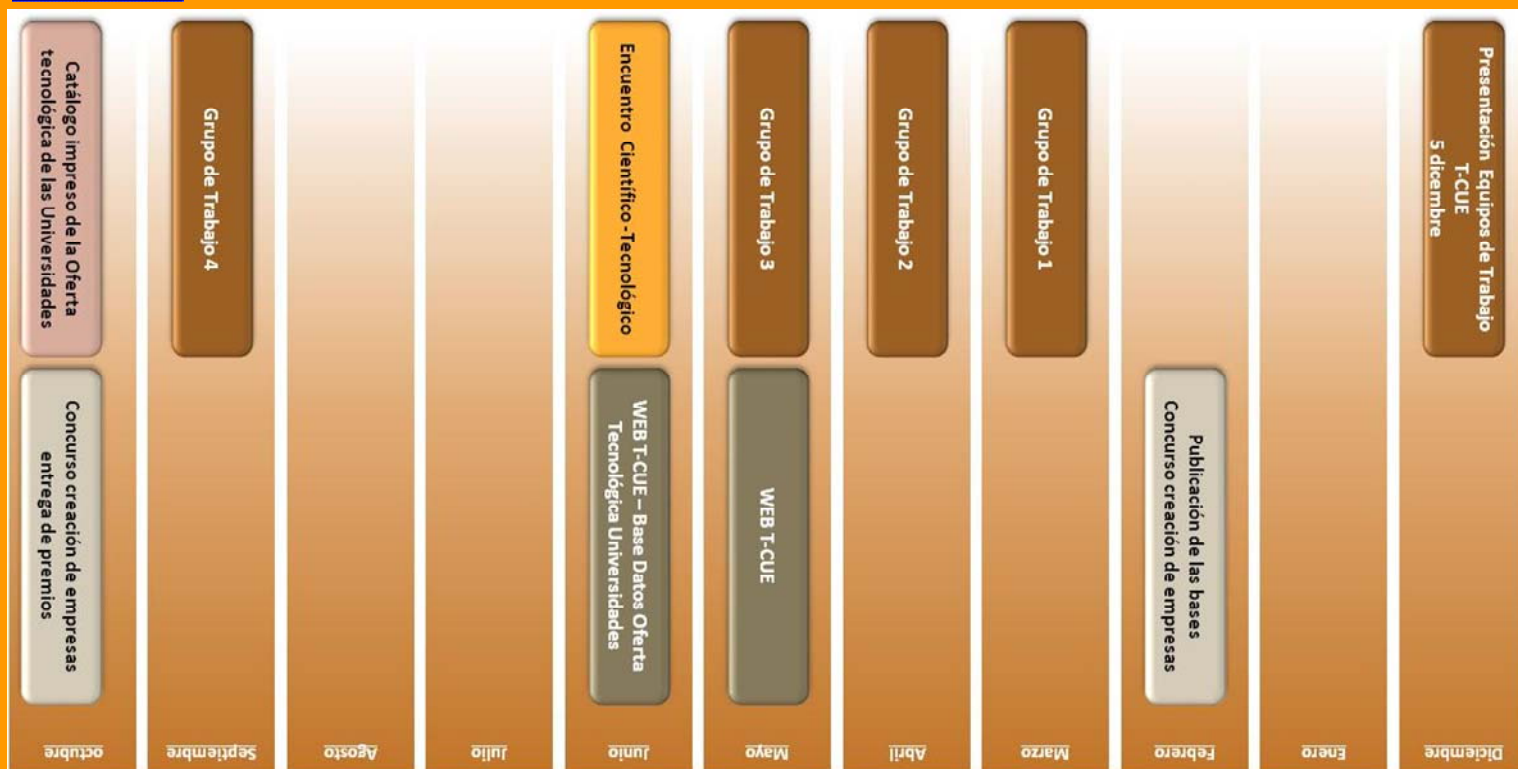 Presentación Equipos de Trabajo
T-CUE
5 dicembre
Diciembre
Enero
Publicación de las bases
Concurso creación de empresas
Febrero
Grupo de Trabajo 1
Marzo
Grupo de Trabajo 2
Abril
Grupo de Trabajo 3
WEB T-CUE
Mayo
Encuentro Científico -Tecnológico
WEB T-CUE – Base Datos Oferta
Tecnológica Universidades
Junio
Julio
Agosto
Grupo de Trabajo 4
Septiembre
Catálogo impreso de la Oferta
tecnológica de las Universidades
Concurso creación de empresas
entrega de premios
octubre